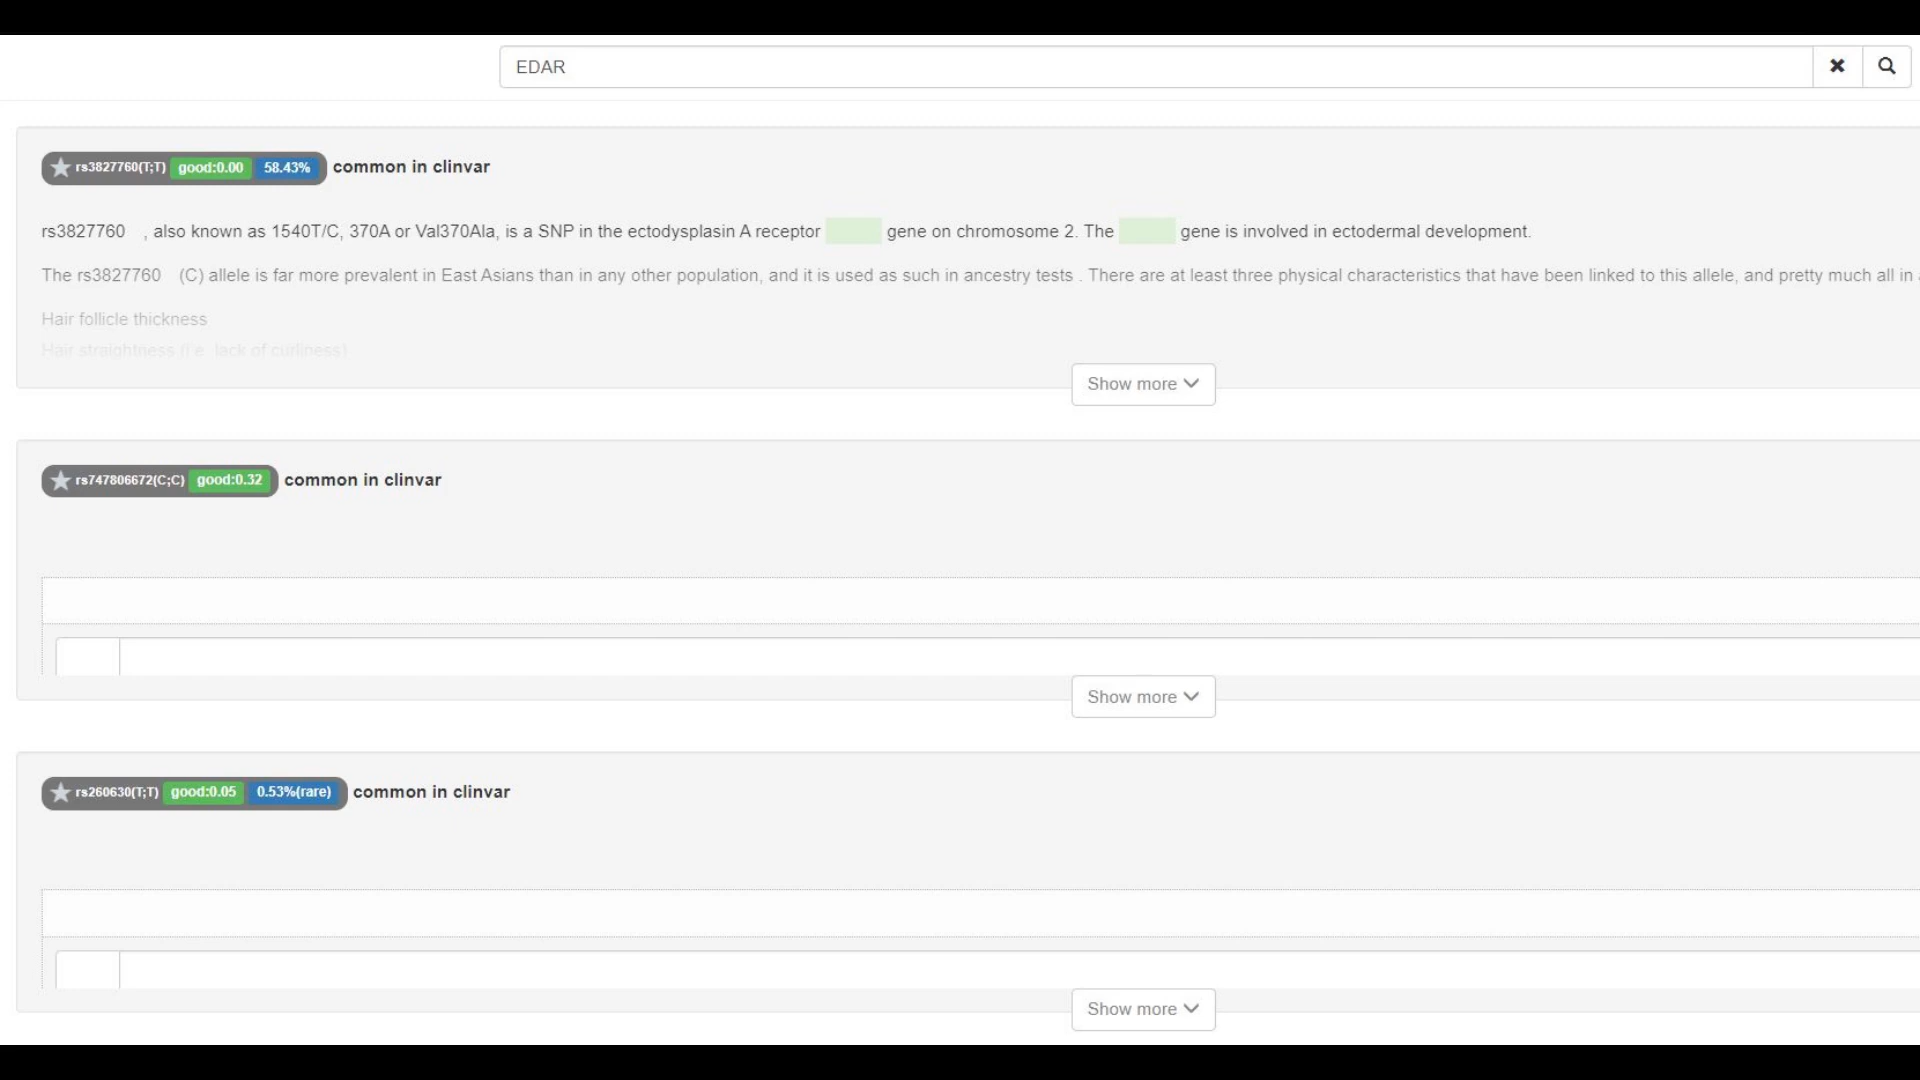 EDAR
rs3827760(T;T) good:0.00 58.43% common in clinvar
rs3827760 , also known as 1540T/C, 370A or Val370Ala, is a SNP in the ectodysplasin A receptor gene on chromosome 2. The gene is involved in ectodermal development.
The rs3827760 (C) allele is far more prevalent in East Asians than in any other population, and it is used as such in ancestry tests . There are at least three physical characteristics that have been linked to this allele, and pretty much all in
Hair follicle thickness
Hair straightness (i.e. lack of curliness)
Show more
rs747806672(C;C) good:0.32 common in clinvar
Show more
rs260630(T;T) good:0.05 0.53%(rare) common in clinvar
Show more